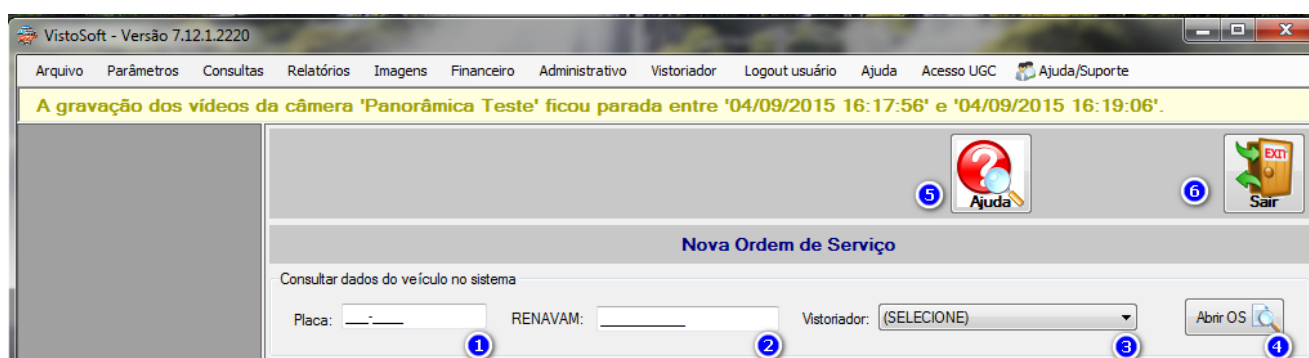 VistoSoft - Versão 7.12.1.2220
Arquivo Parâmetros Consultas Relatórios Imagens Financeiro Administrativo Vistoriador Logout usuário Ajuda Acesso UGC Ajuda/Suporte
A gravação dos vídeos da câmera 'Panorâmica Teste' ficou parada entre '04/09/2015 16:17:56' e '04/09/2015 16:19:06'.
EXIT
5 Ajuda 6 Sair
Nova Ordem de Serviço
Consultar dados do veículo no sistema
Placa: ___-____ RENAVAM: ___________ Vistoriador: (SELECIONE) Abrir OS
1 2 3 4